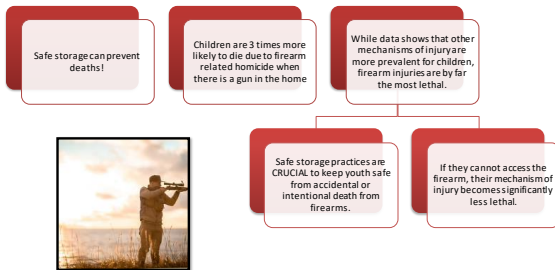 Safe storage can prevent
deaths!
Children are 3 times more
likely to die due to firearm
related homicide when
there is a gun in the home
While data shows that other
mechanisms of injury are
more prevalent for children,
firearm injuries are by far
the most lethal.
Safe storage practices are
CRUCIAL to keep youth safe
from accidental or
intentional death from
firearms.
If they cannot access the
firearm, their mechanism of
injury becomes significantly
less lethal.